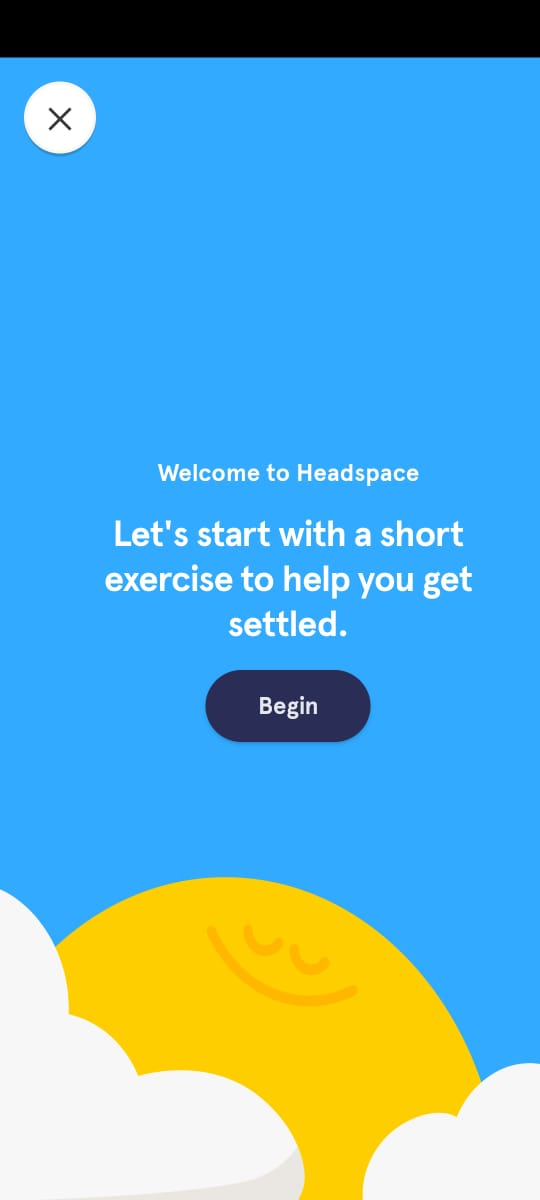 Welcome to Headspace
Let's start with a short
exercise to help you get
settled.
Begin